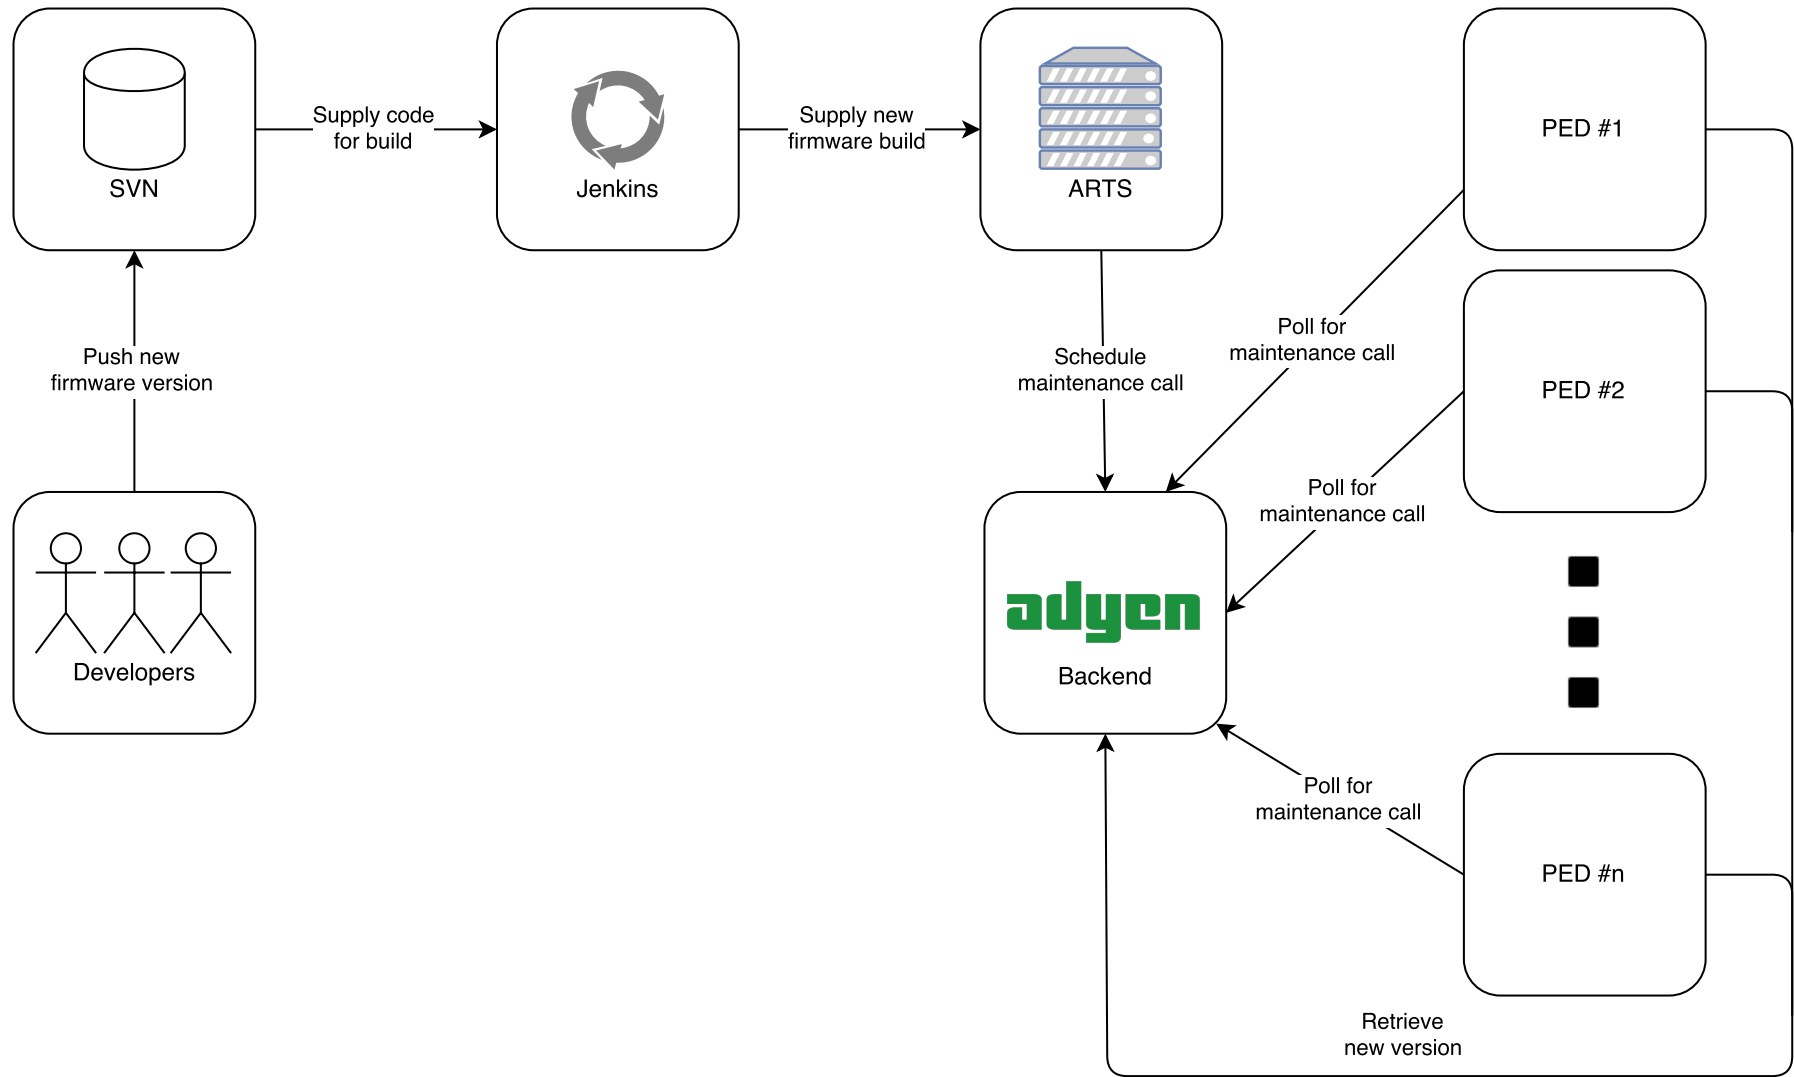 SVN
Supply code
for build
Jenkins
Supply new
firmware build
ARTS
PED #1
Push new
firmware version
Schedule
maintenance call
Poll for
maintenance call
PED #2
Poll for
maintenance call
Developers
adyen
Backend
Poll for
maintenance call
PED #n
Retrieve
new version